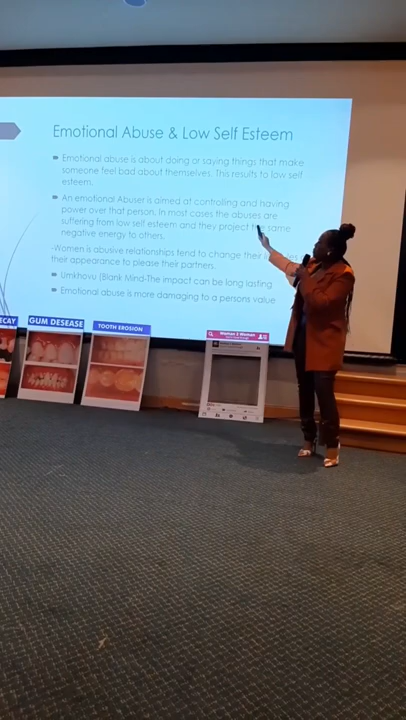 Emotional Abuse & Low Self Esteem
Emotional abuse is about doing or saying things that make
someone feel bad about themselves. This results to low self
esteem.
An emotional Abuser is aimed at controlling and having
power over that person. In most cases the abuses are
suffering from low self esteem and they project the same
negative energy to others.
-Women is abusive relationships tend to change their
their appearance to please their partners.
Umkhovu (Blank Mind-The impact can be long lasting
Emotional abuse is more damaging to a persons value
CAY
GUM DESEASE
TOOTH EROSION
Women 2 Women